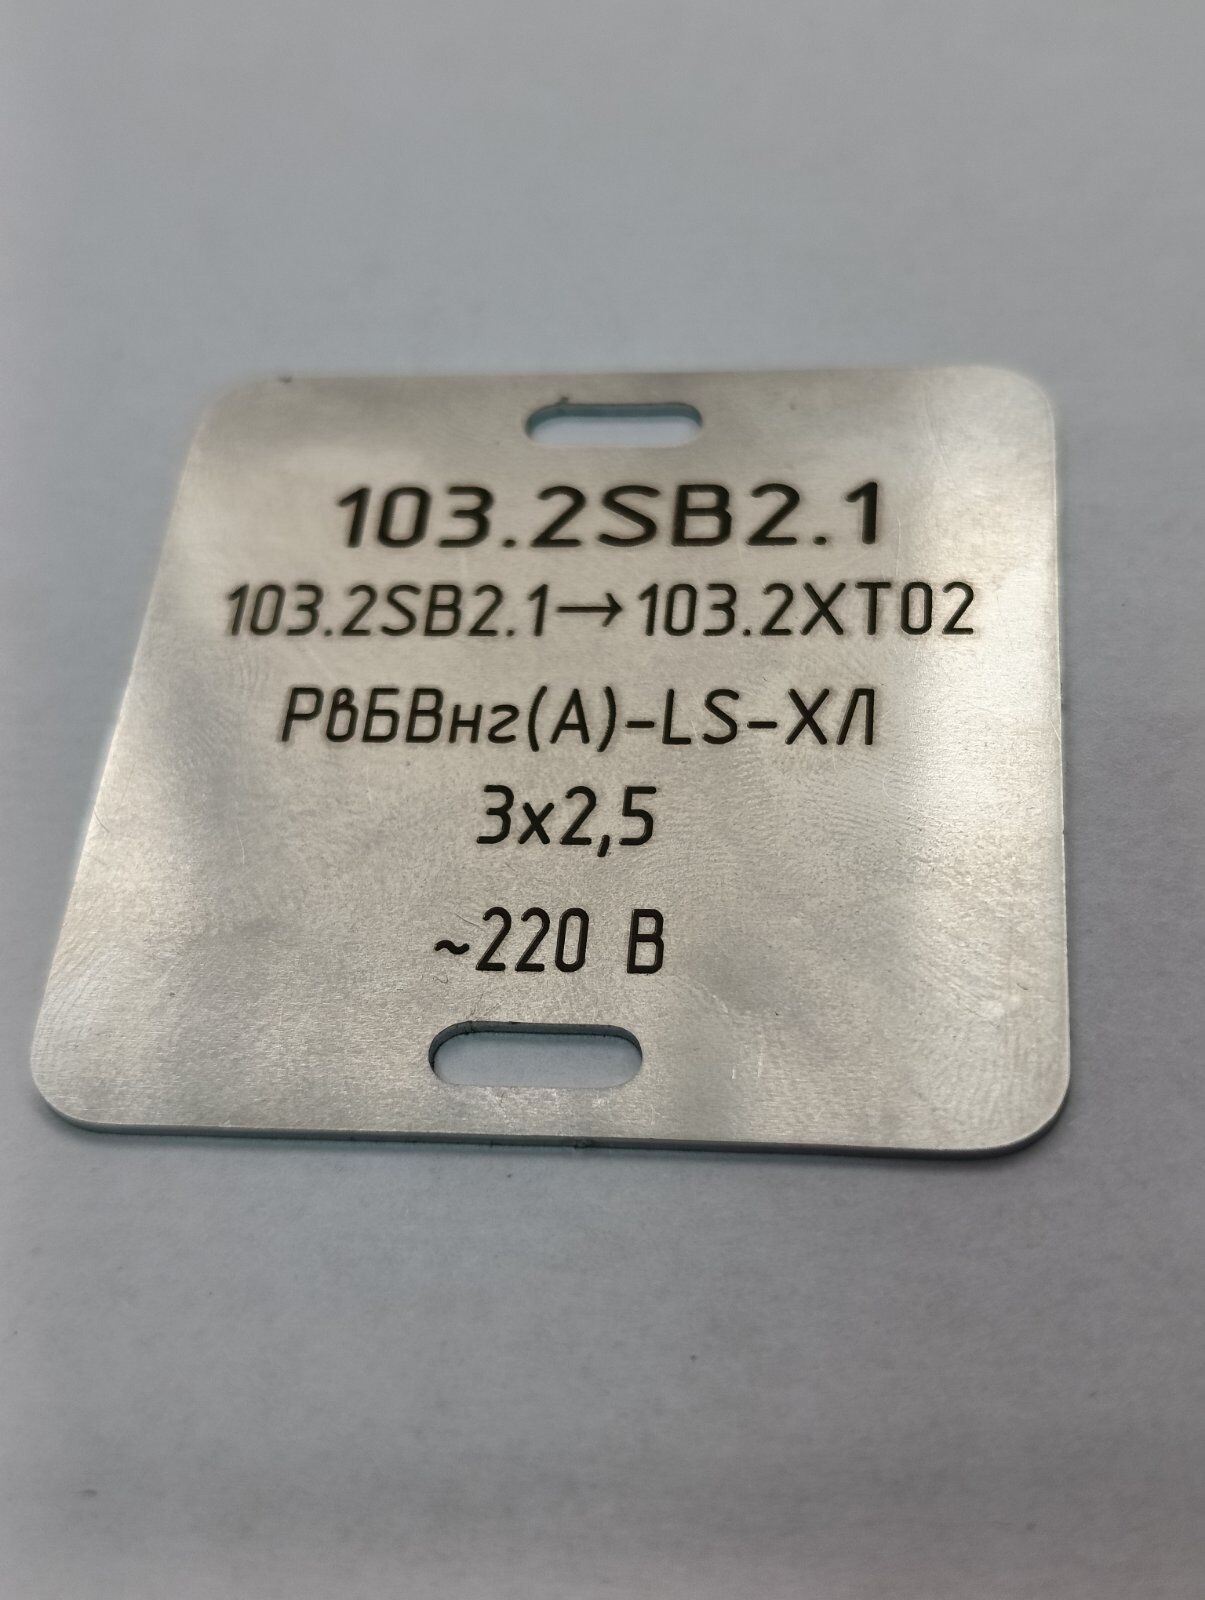 103.2SB2.1
103.2SB2.1→103.2XT02
РвБВнг(А)-LS-ХЛ
3х2,5
~220 В